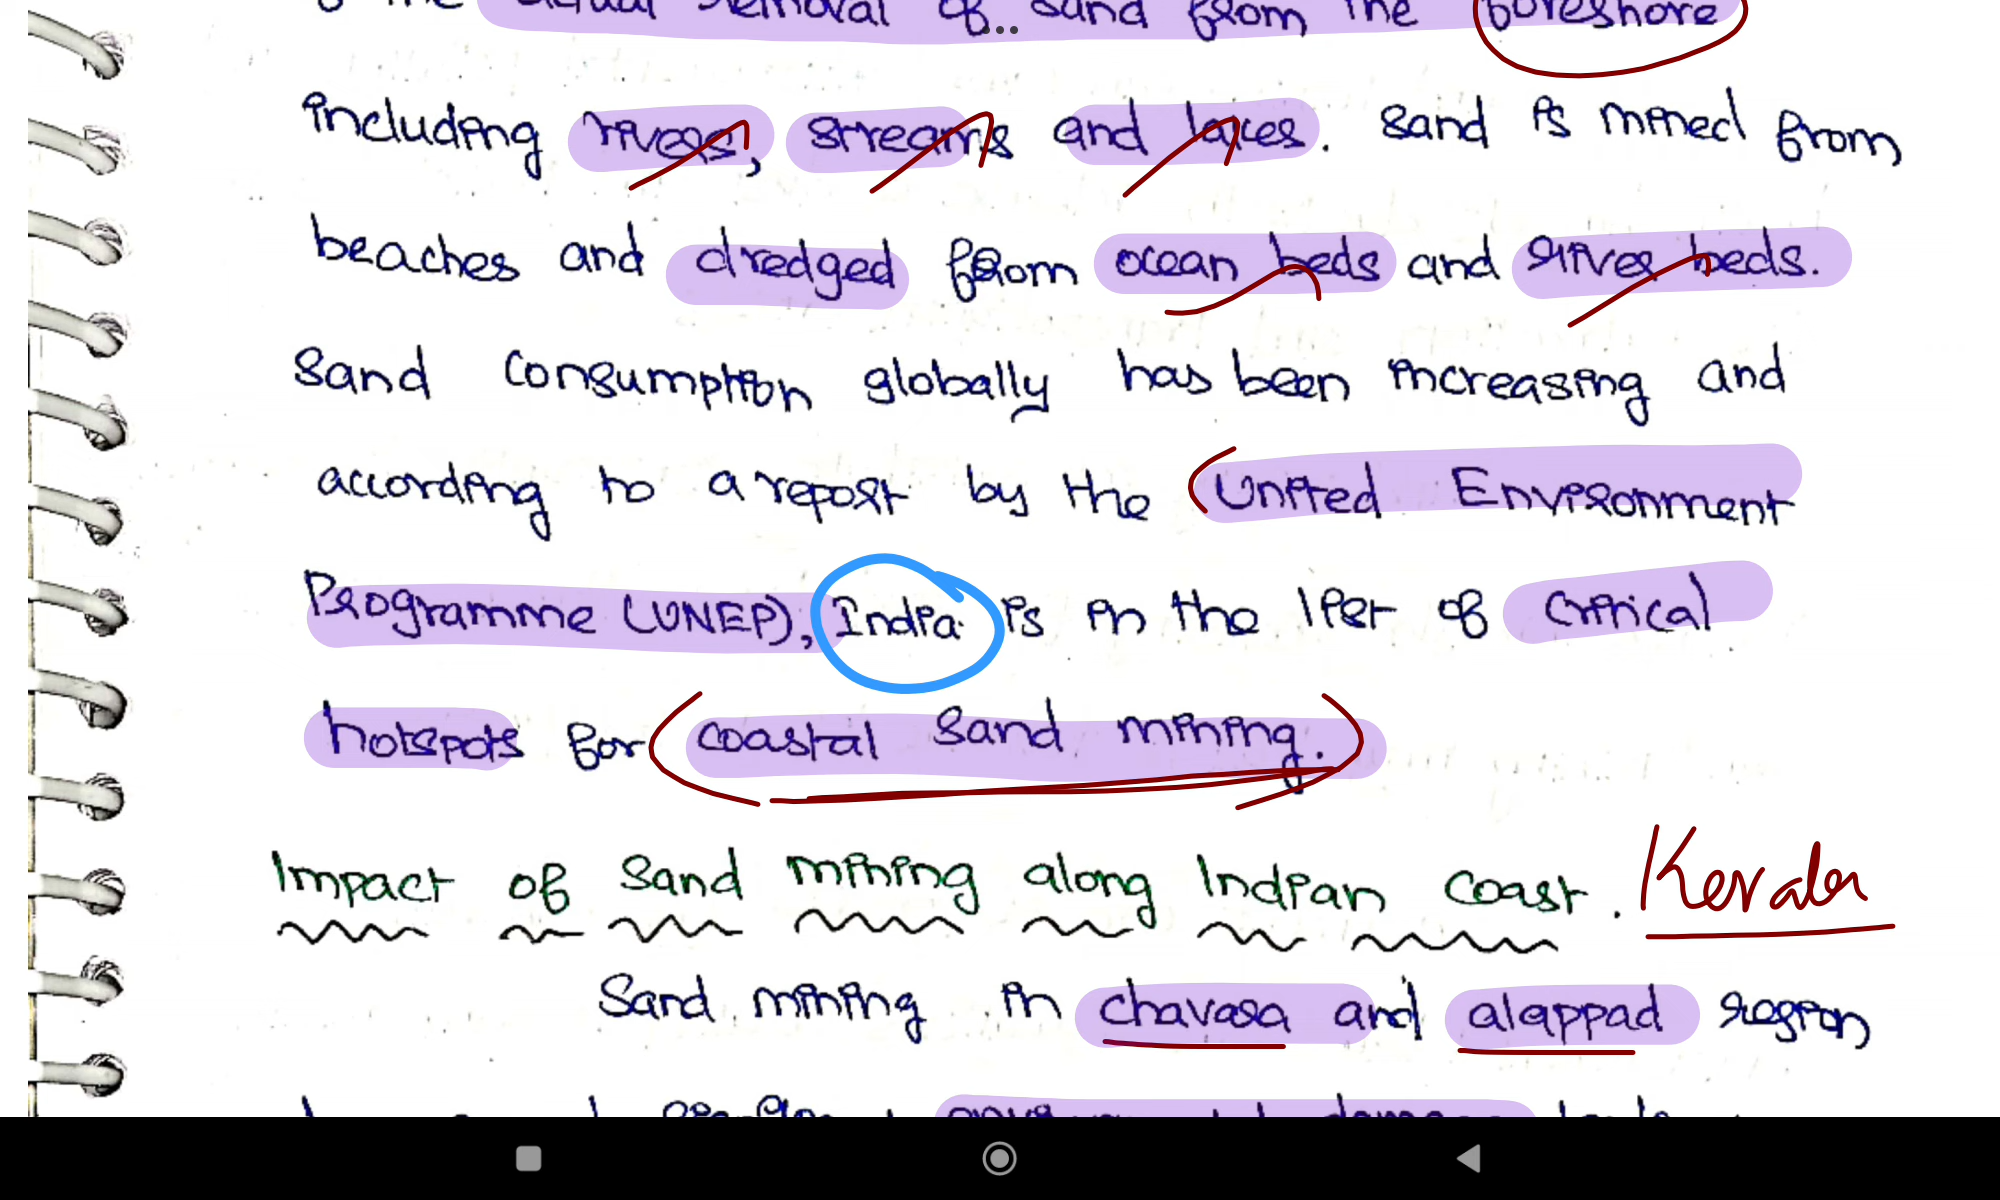 the actual removal of sand from the foreshore
including rivers, streams and lakes. Sand is mined from
beaches and dredged from ocean beds and river beds.
Sand consumption globally has been increasing and
according to a report by the United Environment
Programme (UNEP), India is in the list of critical
hotspots for coastal sand mining.
Impact of Sand mining along Indian coast. Kerala
Sand mining in chavara and alappad region